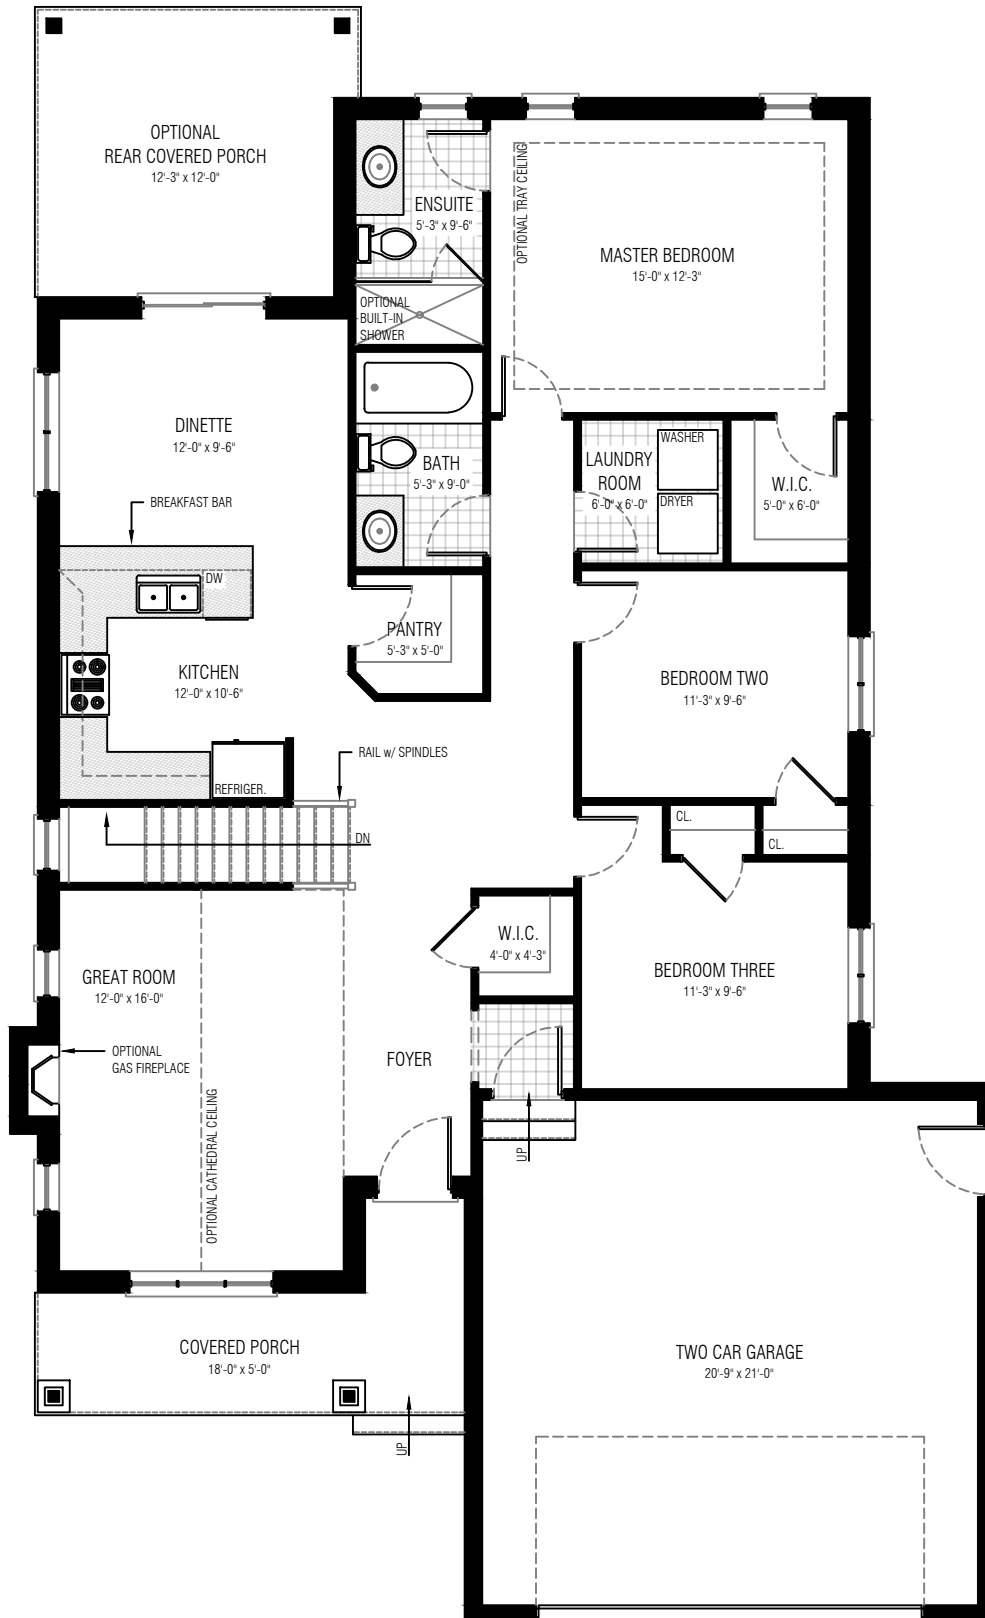 OPTIONAL
REAR COVERED PORCH
12'-3" x 12'-0"
ENSUITE
5'-3" x 9'-6"
OPTIONAL TRAY CEILING
MASTER BEDROOM
15'-0" x 12'-3"
OPTIONAL
BUILT-IN
SHOWER
DINETTE
12'-0" x 9'-6"
BATH
5'-3" x 9'-0"
LAUNDRY
ROOM
6'-0" x 6'-0"
WASHER
DRYER
W.I.C.
5'-0" x 6'-0"
BREAKFAST BAR
DW
PANTRY
5'-3" x 5'-0"
KITCHEN
12'-0" x 10'-6"
BEDROOM TWO
11'-3" x 9'-6"
RAIL w/ SPINDLES
REFRIGER.
DN
CL.
CL.
W.I.C.
4'-0" x 4'-3"
GREAT ROOM
12'-0" x 16'-0"
BEDROOM THREE
11'-3" x 9'-6"
OPTIONAL
GAS FIREPLACE
FOYER
OPTIONAL CATHEDRAL CEILING
UP
COVERED PORCH
18'-0" x 5'-0"
TWO CAR GARAGE
20'-9" x 21'-0"
UP